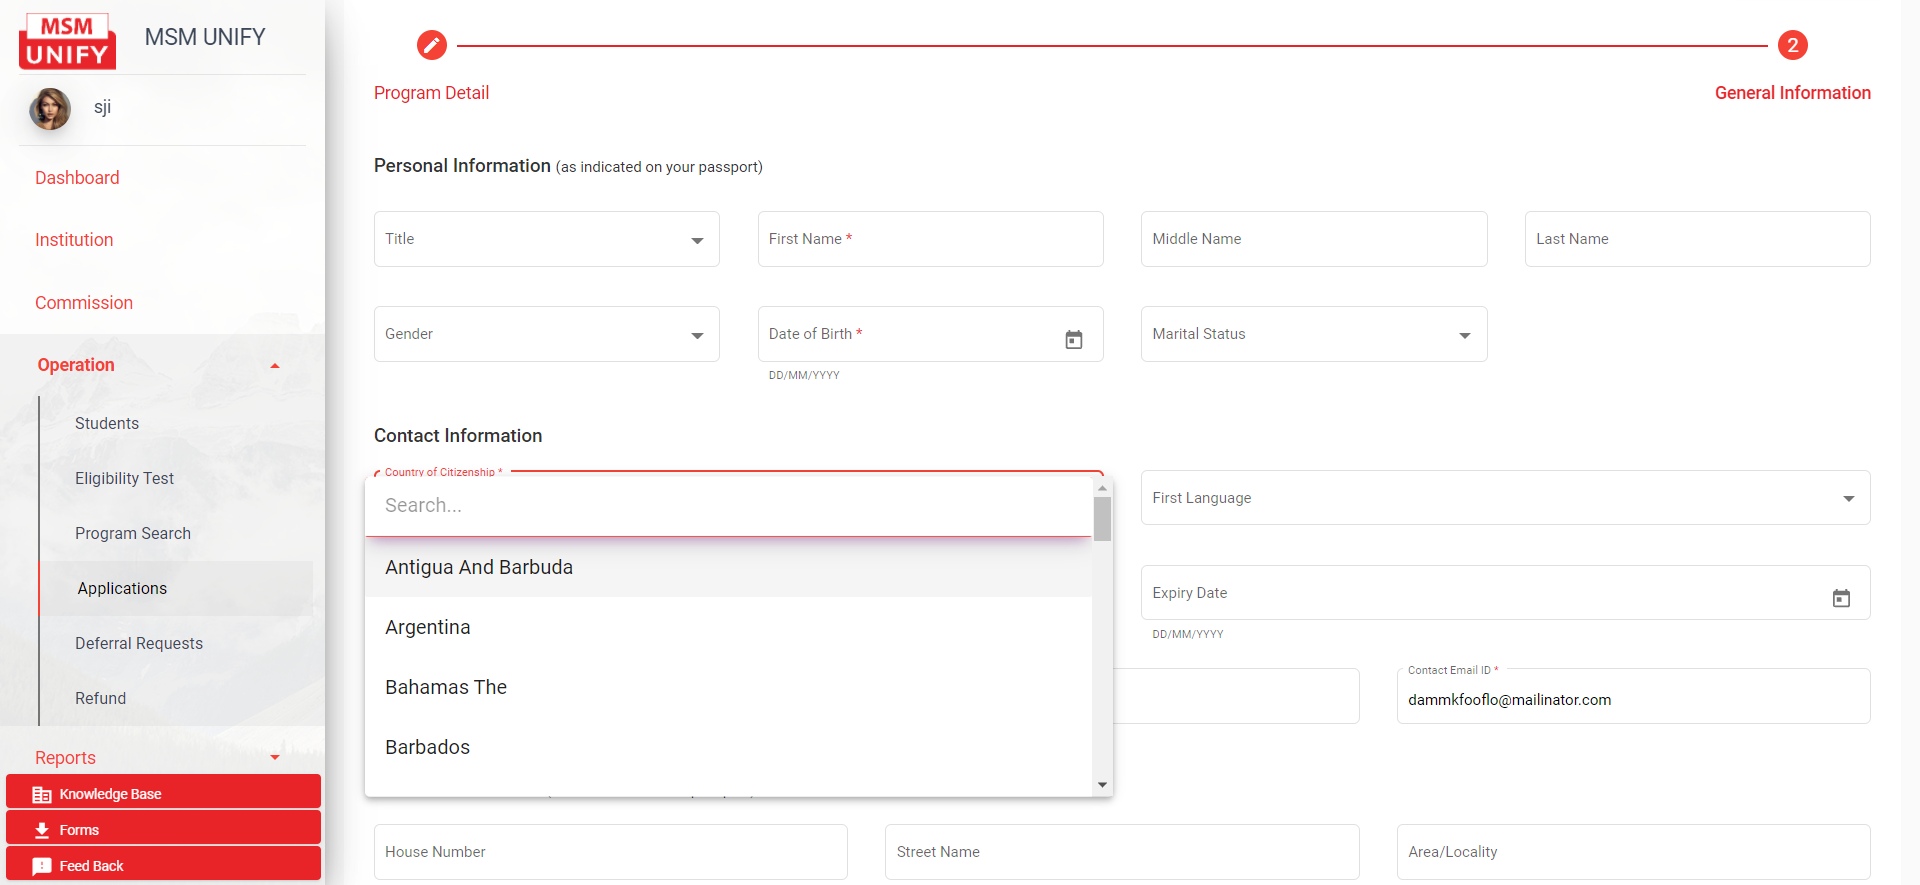 MSM
UNIFY
MSM UNIFY
sji
Dashboard
Institution
Commission
Operation
Students
Eligibility Test
Program Search
Applications
Deferral Requests
Refund
Reports
Knowledge Base
Forms
Feed Back
2
Program Detail
General Information
Personal Information (as indicated on your passport)
Title
First Name *
Middle Name
Last Name
Gender
Date of Birth *
DD/MM/YYYY
Marital Status
Contact Information
Country of Citizenship *
Search...
Antigua And Barbuda
Argentina
Bahamas The
Barbados
First Language
Expiry Date
DD/MM/YYYY
Contact Email ID *
dammkfooflo@mailinator.com
House Number
Street Name
Area/Locality